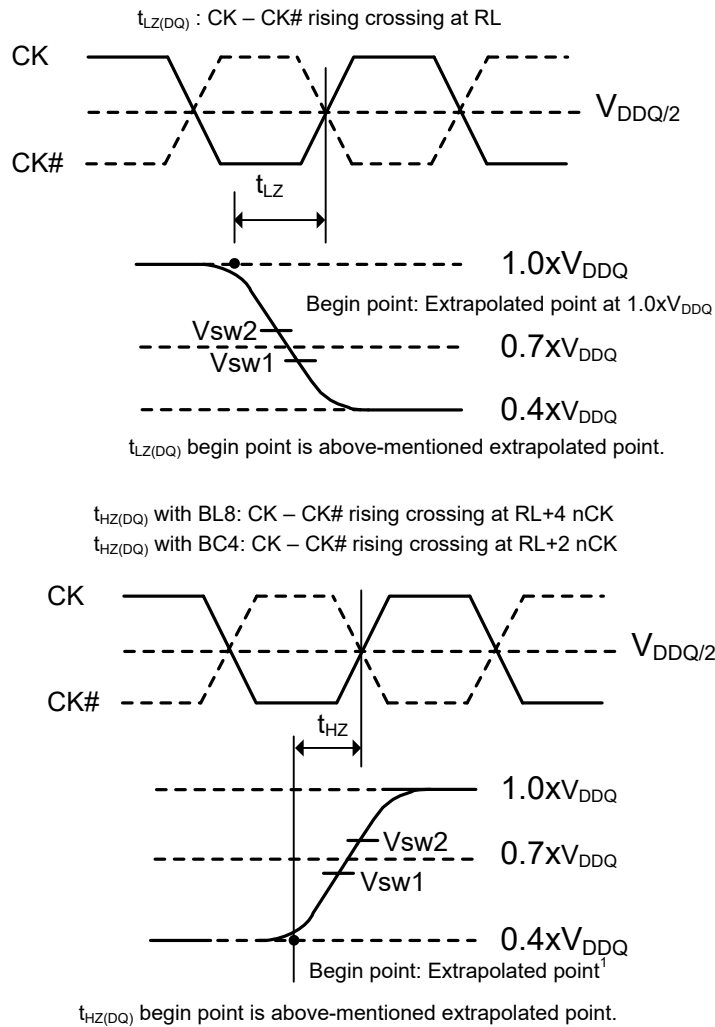 tLZ(DQ) : CK – CK# rising crossing at RL
CK
VDDQ/2
CK#
tLZ
1.0xVDDQ
Begin point: Extrapolated point at 1.0xVDDQ
Vsw2
0.7xVDDQ
Vsw1
0.4xVDDQ
tLZ(DQ) begin point is above-mentioned extrapolated point.
tHZ(DQ) with BL8: CK – CK# rising crossing at RL+4 nCK
tHZ(DQ) with BC4: CK – CK# rising crossing at RL+2 nCK
CK
VDDQ/2
CK#
tHZ
1.0xVDDQ
Vsw2
0.7xVDDQ
Vsw1
0.4xVDDQ
Begin point: Extrapolated point1
tHZ(DQ) begin point is above-mentioned extrapolated point.